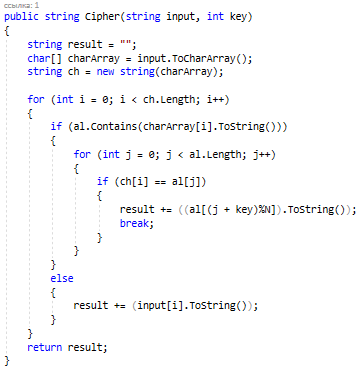 ссылка: 1
public string Cipher(string input, int key)
{
    string result = "";
    char[] charArray = input.ToCharArray();
    string ch = new string(charArray);

    for (int i = 0; i < ch.Length; i++)
    {
        if (al.Contains(charArray[i].ToString()))
        {
            for (int j = 0; j < al.Length; j++)
            {
                if (ch[i] == al[j])
                {
                    result += ((al[(j + key)%N]).ToString());
                    break;
                }
            }
        }
        else
        {
            result += (input[i].ToString());
        }
    }
    return result;
}